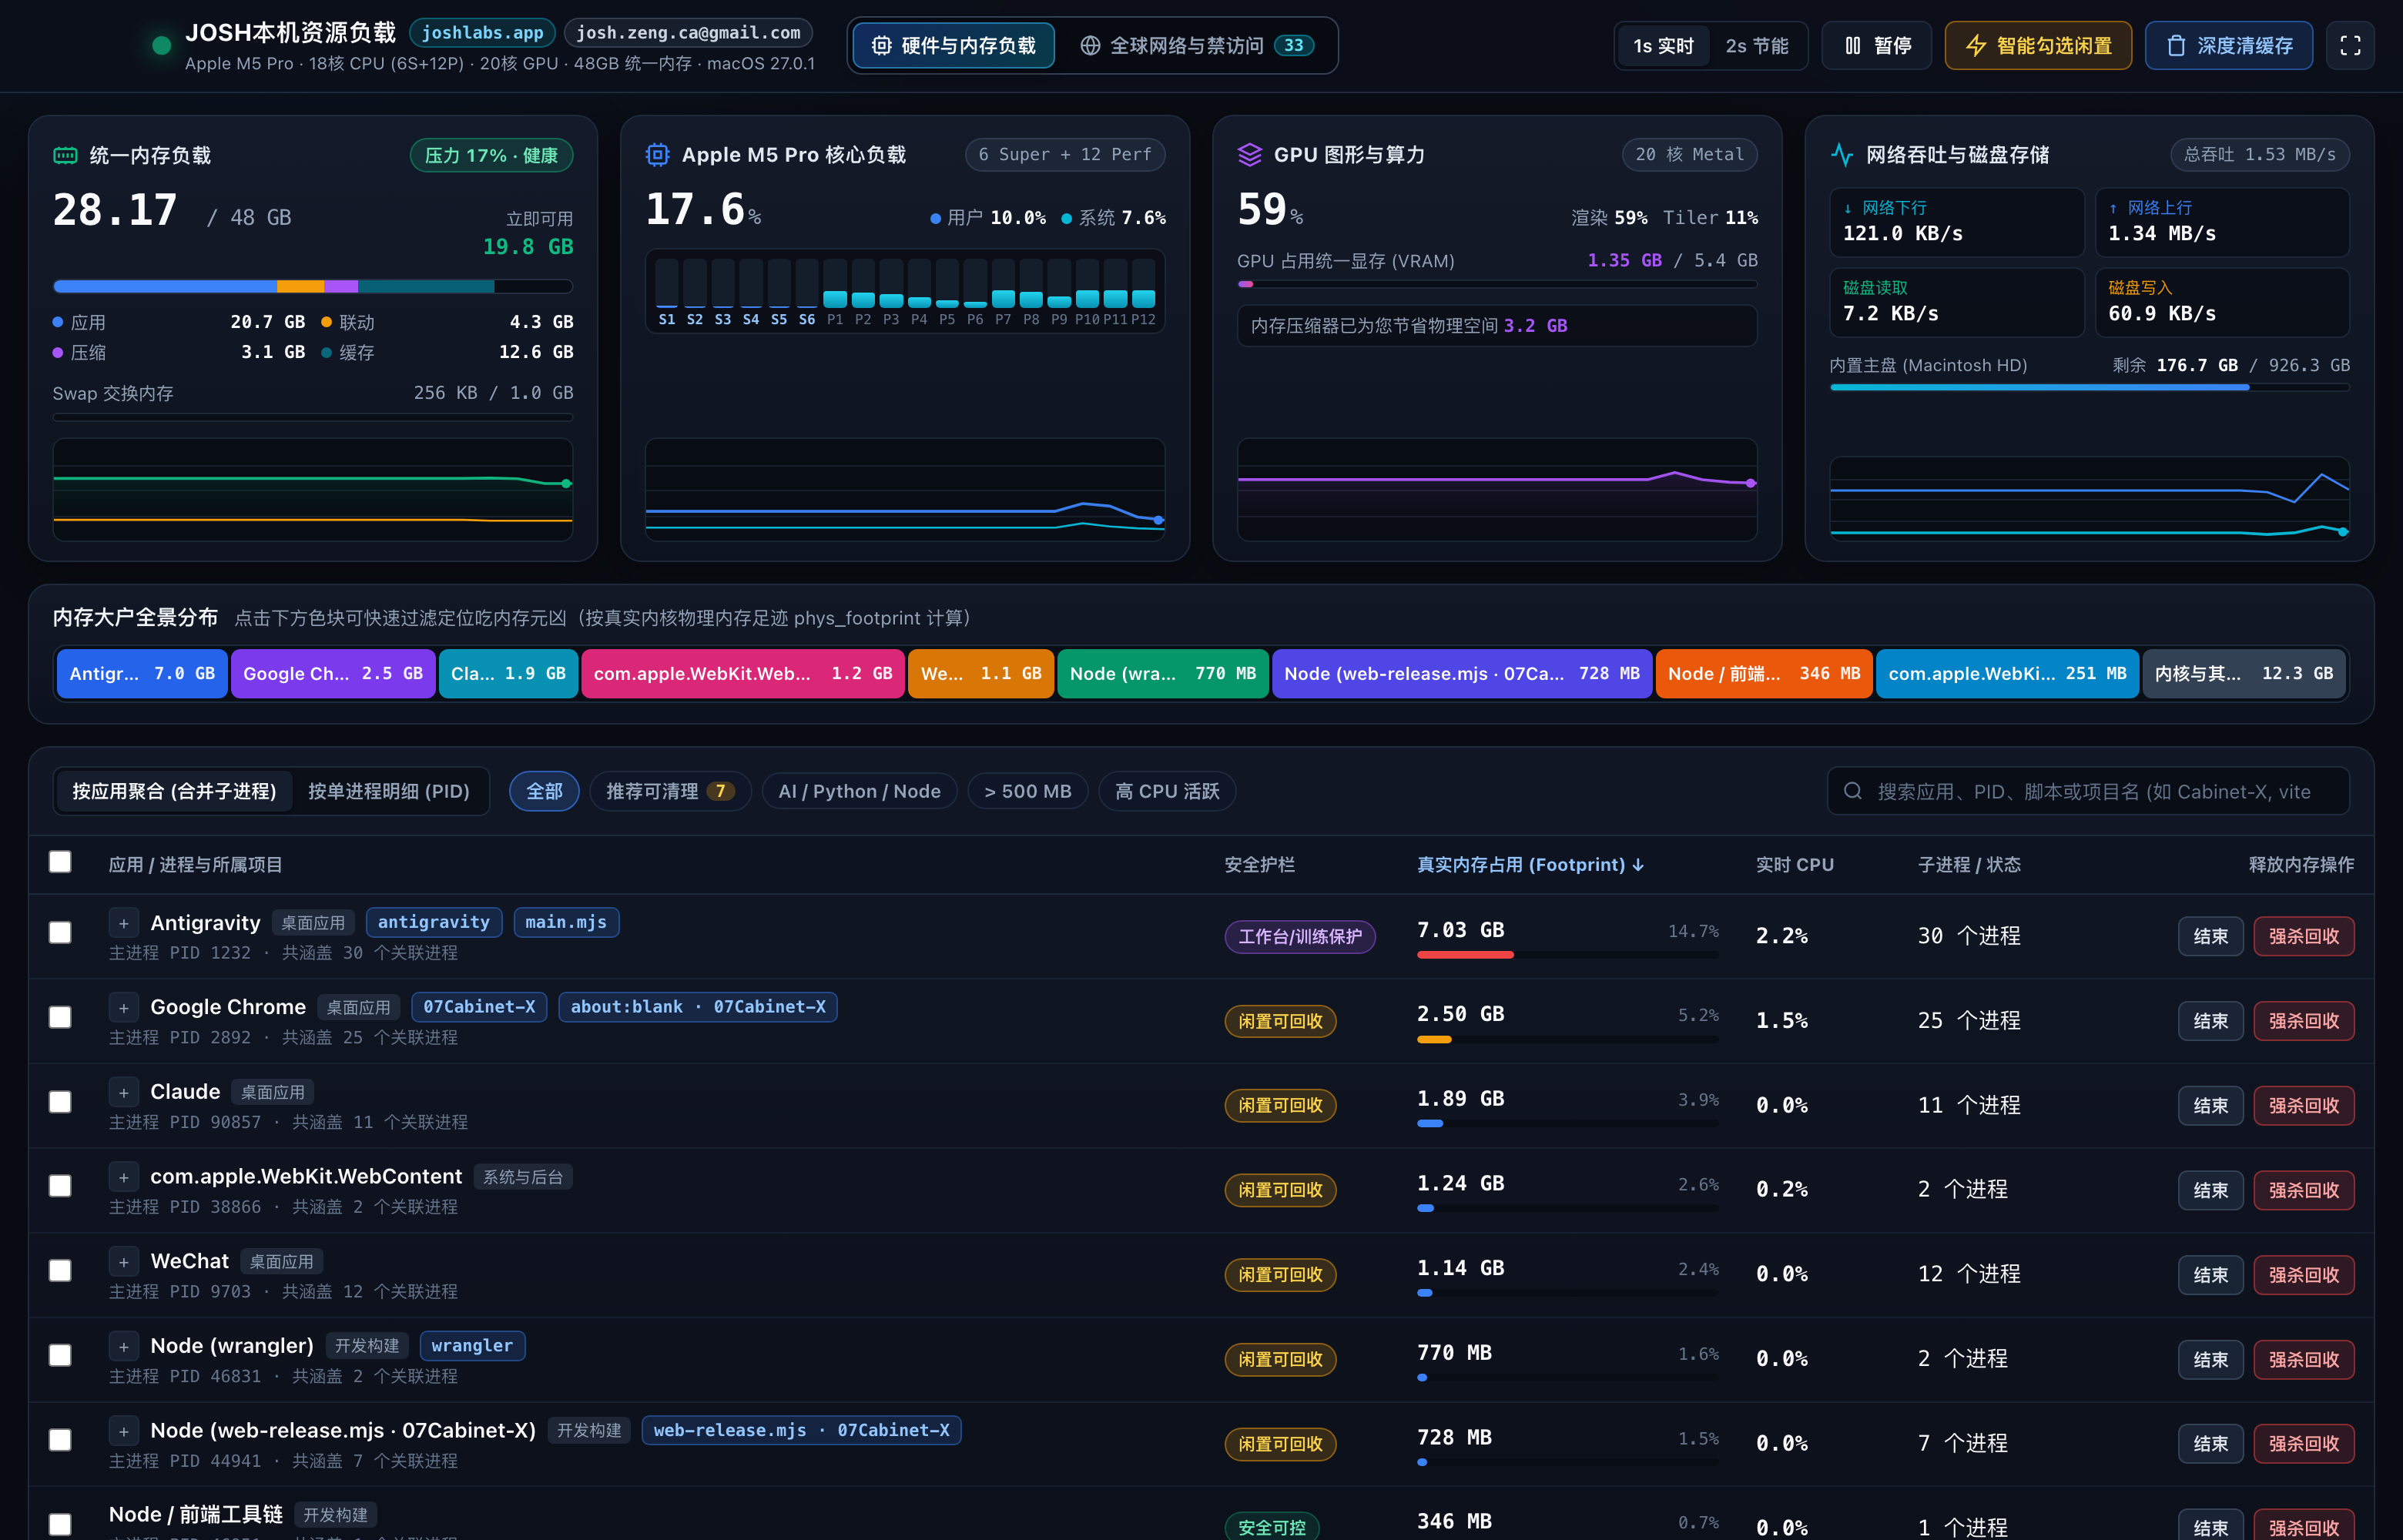 JOSH本机资源负载 joshlabs.app josh.zeng.ca@gmail.com
Apple M5 Pro · 18核 CPU (6S+12P) · 20核 GPU · 48GB 统一内存 · macOS 27.0.1
硬件与内存负载 全球网络与禁访问 33
1s 实时 2s 节能 暂停 智能勾选闲置 深度清缓存
统一内存负载 压力 17% · 健康
28.17 / 48 GB 立即可用
19.8 GB
应用 20.7 GB 联动 4.3 GB
压缩 3.1 GB 缓存 12.6 GB
Swap 交换内存 256 KB / 1.0 GB
Apple M5 Pro 核心负载 6 Super + 12 Perf
17.6% 用户 10.0% 系统 7.6%
S1 S2 S3 S4 S5 S6 P1 P2 P3 P4 P5 P6 P7 P8 P9 P10 P11 P12
GPU 图形与算力 20 核 Metal
59% 渲染 59% Tiler 11%
GPU 占用统一显存 (VRAM) 1.35 GB / 5.4 GB
内存压缩器已为您节省物理空间 3.2 GB
网络吞吐与磁盘存储 总吞吐 1.53 MB/s
↓ 网络下行 ↑ 网络上行
121.0 KB/s 1.34 MB/s
磁盘读取 磁盘写入
7.2 KB/s 60.9 KB/s
内置主盘 (Macintosh HD) 剩余 176.7 GB / 926.3 GB
内存大户全景分布 点击下方色块可快速过滤定位吃内存元凶（按真实内核物理内存足迹 phys_footprint 计算）
Antigr... 7.0 GB Google Ch... 2.5 GB Cla... 1.9 GB com.apple.WebKit.Web... 1.2 GB We... 1.1 GB Node (wra... 770 MB Node (web-release.mjs · 07Ca... 728 MB Node / 前端... 346 MB com.apple.WebKi... 251 MB 内核与其... 12.3 GB
按应用聚合 (合并子进程) 按单进程明细 (PID) 全部 推荐可清理 7 AI / Python / Node > 500 MB 高 CPU 活跃 搜索应用、PID、脚本或项目名 (如 Cabinet-X, vite
应用 / 进程与所属项目 安全护栏 真实内存占用 (Footprint) ↓ 实时 CPU 子进程 / 状态 释放内存操作
+ Antigravity 桌面应用 antigravity main.mjs
主进程 PID 1232 · 共涵盖 30 个关联进程
工作台/训练保护 7.03 GB 14.7% 2.2% 30 个进程 结束 强杀回收
+ Google Chrome 桌面应用 07Cabinet-X about:blank · 07Cabinet-X
主进程 PID 2892 · 共涵盖 25 个关联进程
闲置可回收 2.50 GB 5.2% 1.5% 25 个进程 结束 强杀回收
+ Claude 桌面应用
主进程 PID 90857 · 共涵盖 11 个关联进程
闲置可回收 1.89 GB 3.9% 0.0% 11 个进程 结束 强杀回收
+ com.apple.WebKit.WebContent 系统与后台
主进程 PID 38866 · 共涵盖 2 个关联进程
闲置可回收 1.24 GB 2.6% 0.2% 2 个进程 结束 强杀回收
+ WeChat 桌面应用
主进程 PID 9703 · 共涵盖 12 个关联进程
闲置可回收 1.14 GB 2.4% 0.0% 12 个进程 结束 强杀回收
+ Node (wrangler) 开发构建 wrangler
主进程 PID 46831 · 共涵盖 2 个关联进程
闲置可回收 770 MB 1.6% 0.0% 2 个进程 结束 强杀回收
+ Node (web-release.mjs · 07Cabinet-X) 开发构建 web-release.mjs · 07Cabinet-X
主进程 PID 44941 · 共涵盖 7 个关联进程
闲置可回收 728 MB 1.5% 0.0% 7 个进程 结束 强杀回收
Node / 前端工具链 开发构建
安全可控 346 MB 0.7% 0.0% 1 个进程 结束 强杀回收